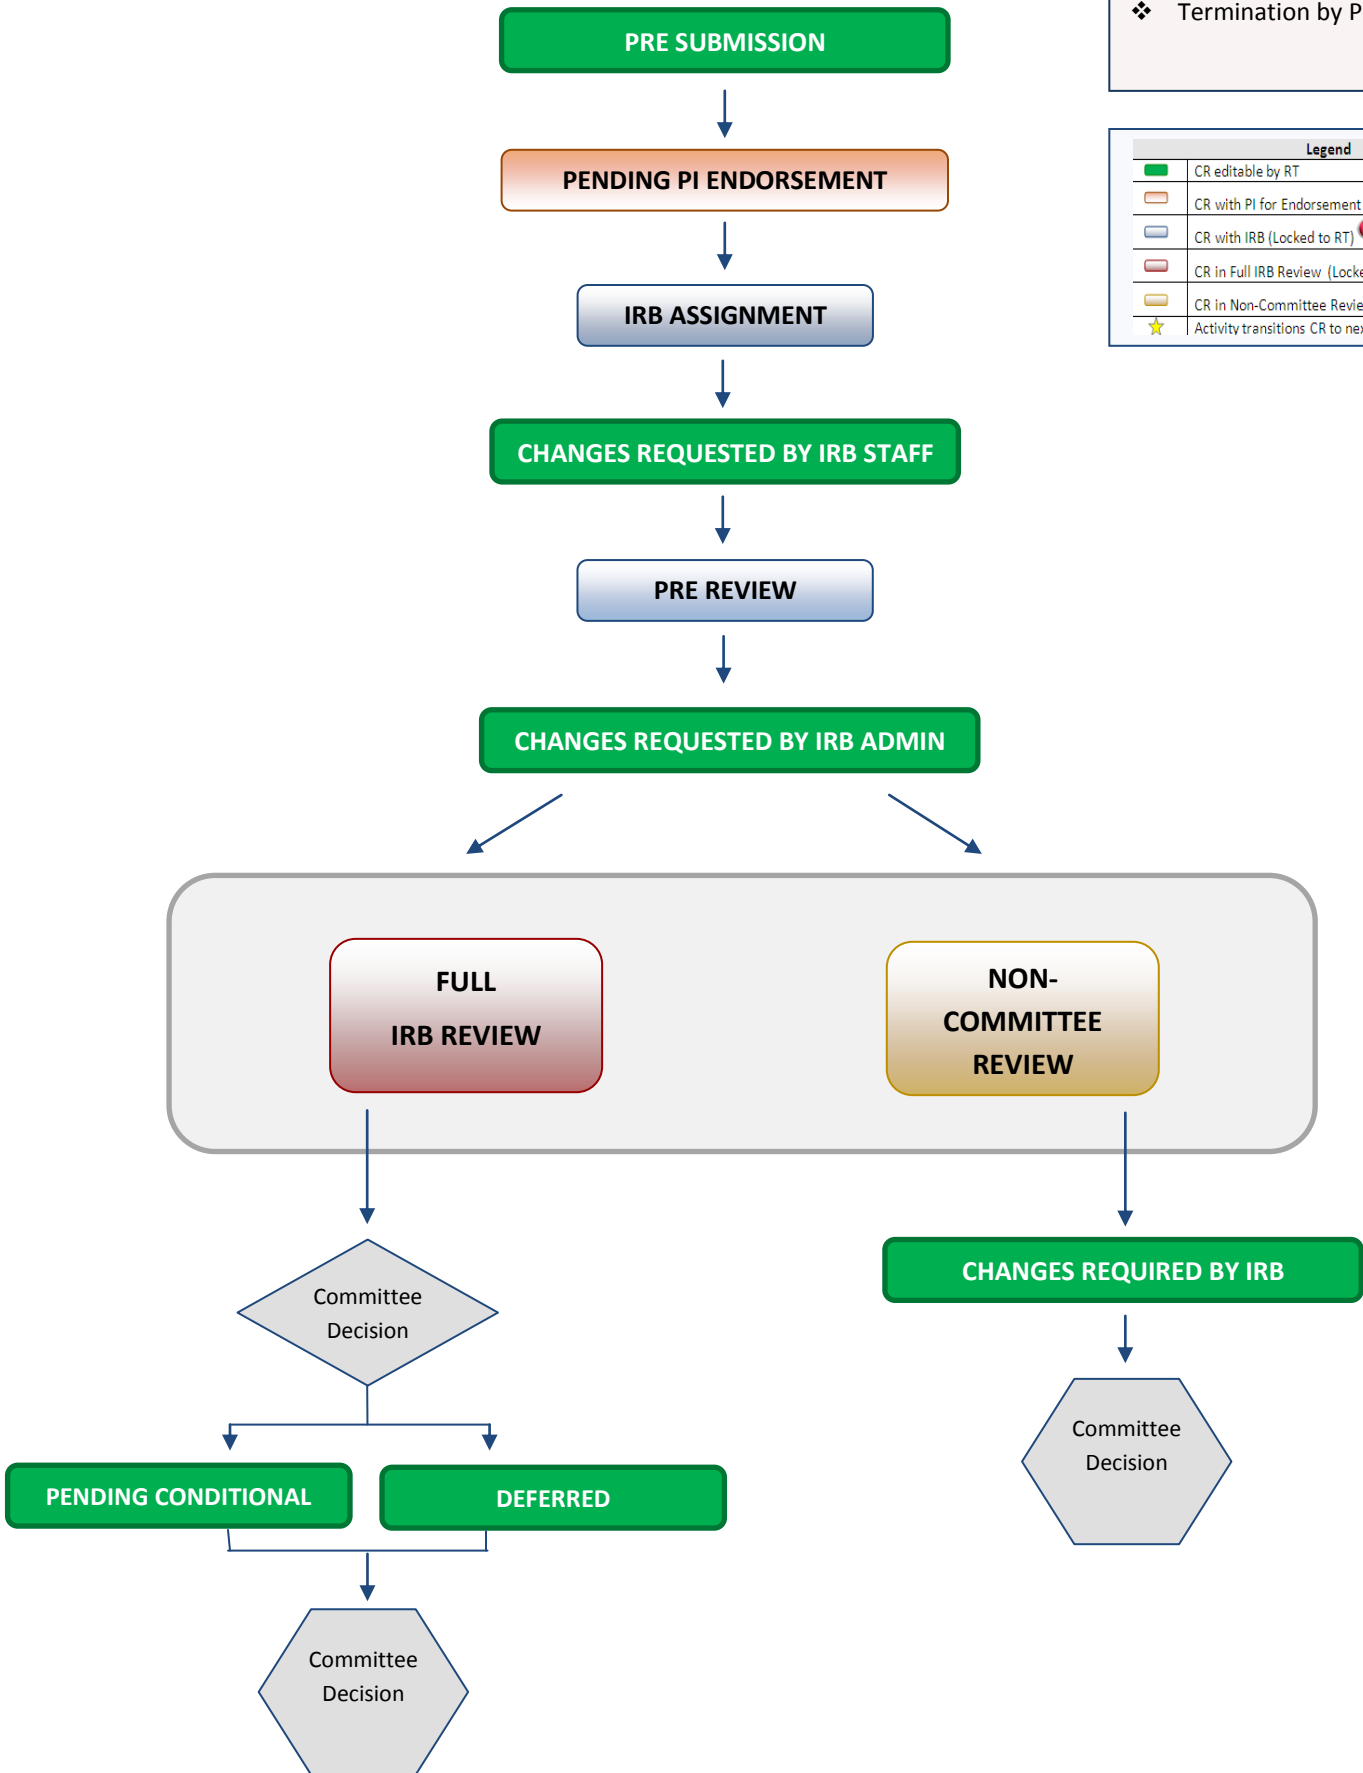 ❖ Termination by P
PRE SUBMISSION
PENDING PI ENDORSEMENT
IRB ASSIGNMENT
CHANGES REQUESTED BY IRB STAFF
PRE REVIEW
CHANGES REQUESTED BY IRB ADMIN
Legend
CR editable by RT
CR with PI for Endorsement
CR with IRB (Locked to RT)
CR in Full IRB Review (Locke
CR in Non-Committee Revie
Activity transitions CR to nex
FULL
IRB REVIEW
NON-
COMMITTEE
REVIEW
Committee
Decision
CHANGES REQUIRED BY IRB
Committee
Decision
PENDING CONDITIONAL
DEFERRED
Committee
Decision